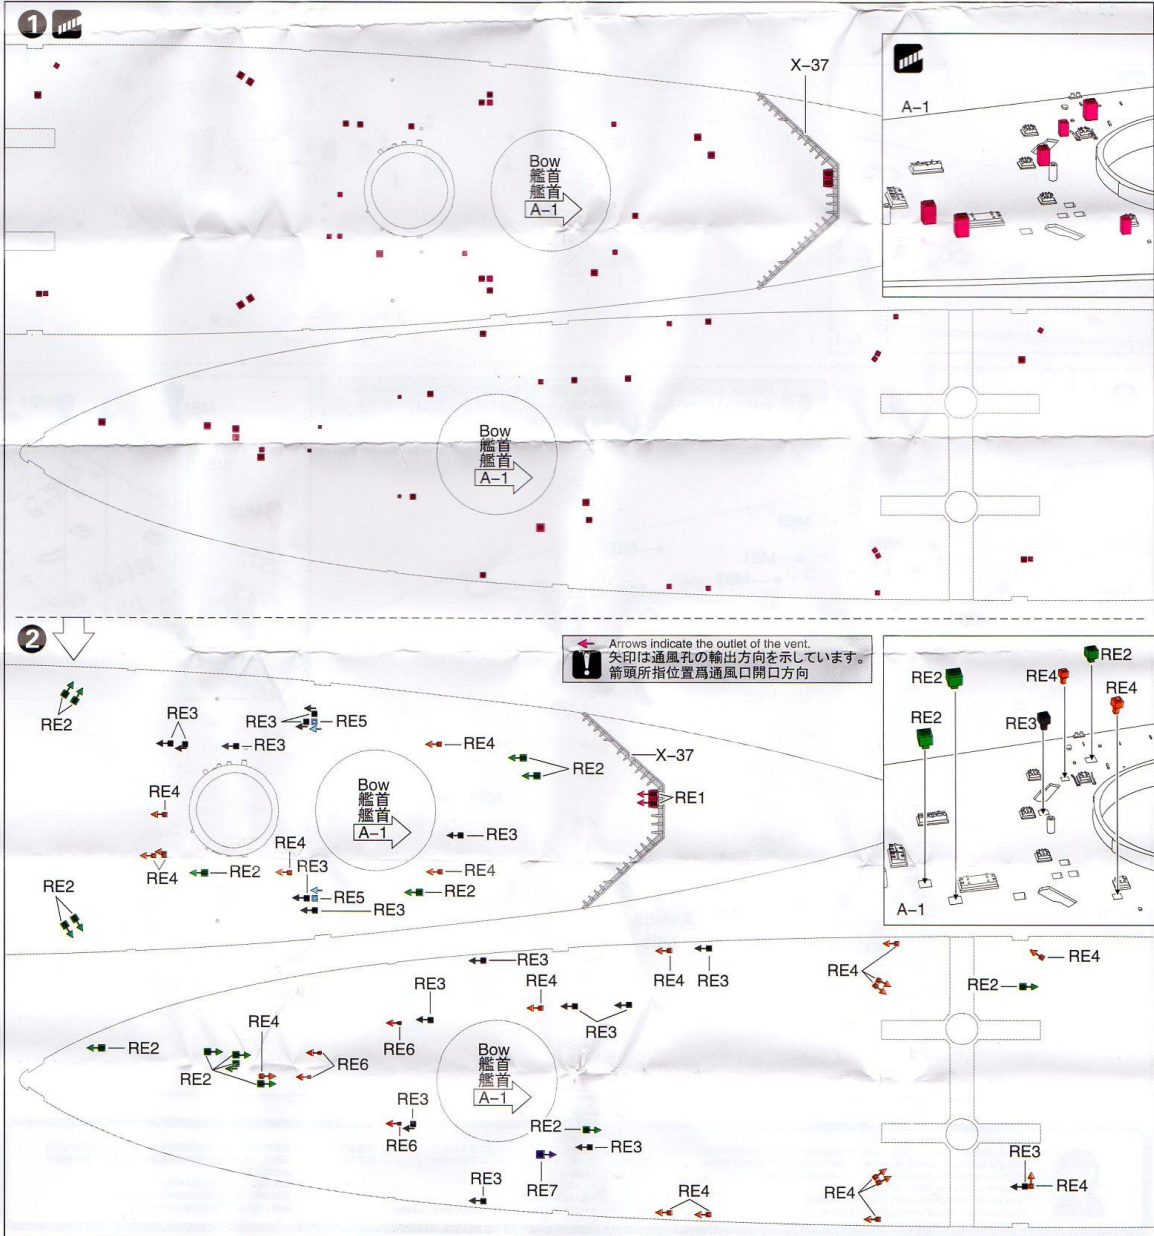 1
X-37
A-1
Bow
艦首
艦首
A-1
Bow
艦首
艦首
A-1
2
Arrows indicate the outlet of the vent.
矢印は通風孔の輸出方向を示しています。
箭頭所指位置爲通風口開口方向
RE2
RE3
RE3
RE5
RE3
RE4
RE2
X-37
RE1
Bow
艦首
艦首
A-1
RE4
RE3
RE4
RE4
RE2
RE3
RE4
RE2
RE5
RE2
RE3
RE2
RE2
RE4
RE4
RE2
RE3
A-1
RE3
RE4
RE3
RE4
RE4
RE2
RE3
RE4
RE3
RE6
RE2
RE4
RE2
RE6
Bow
艦首
艦首
A-1
RE3
RE6
RE2
RE3
RE7
RE3
RE4
RE4
RE3
RE4